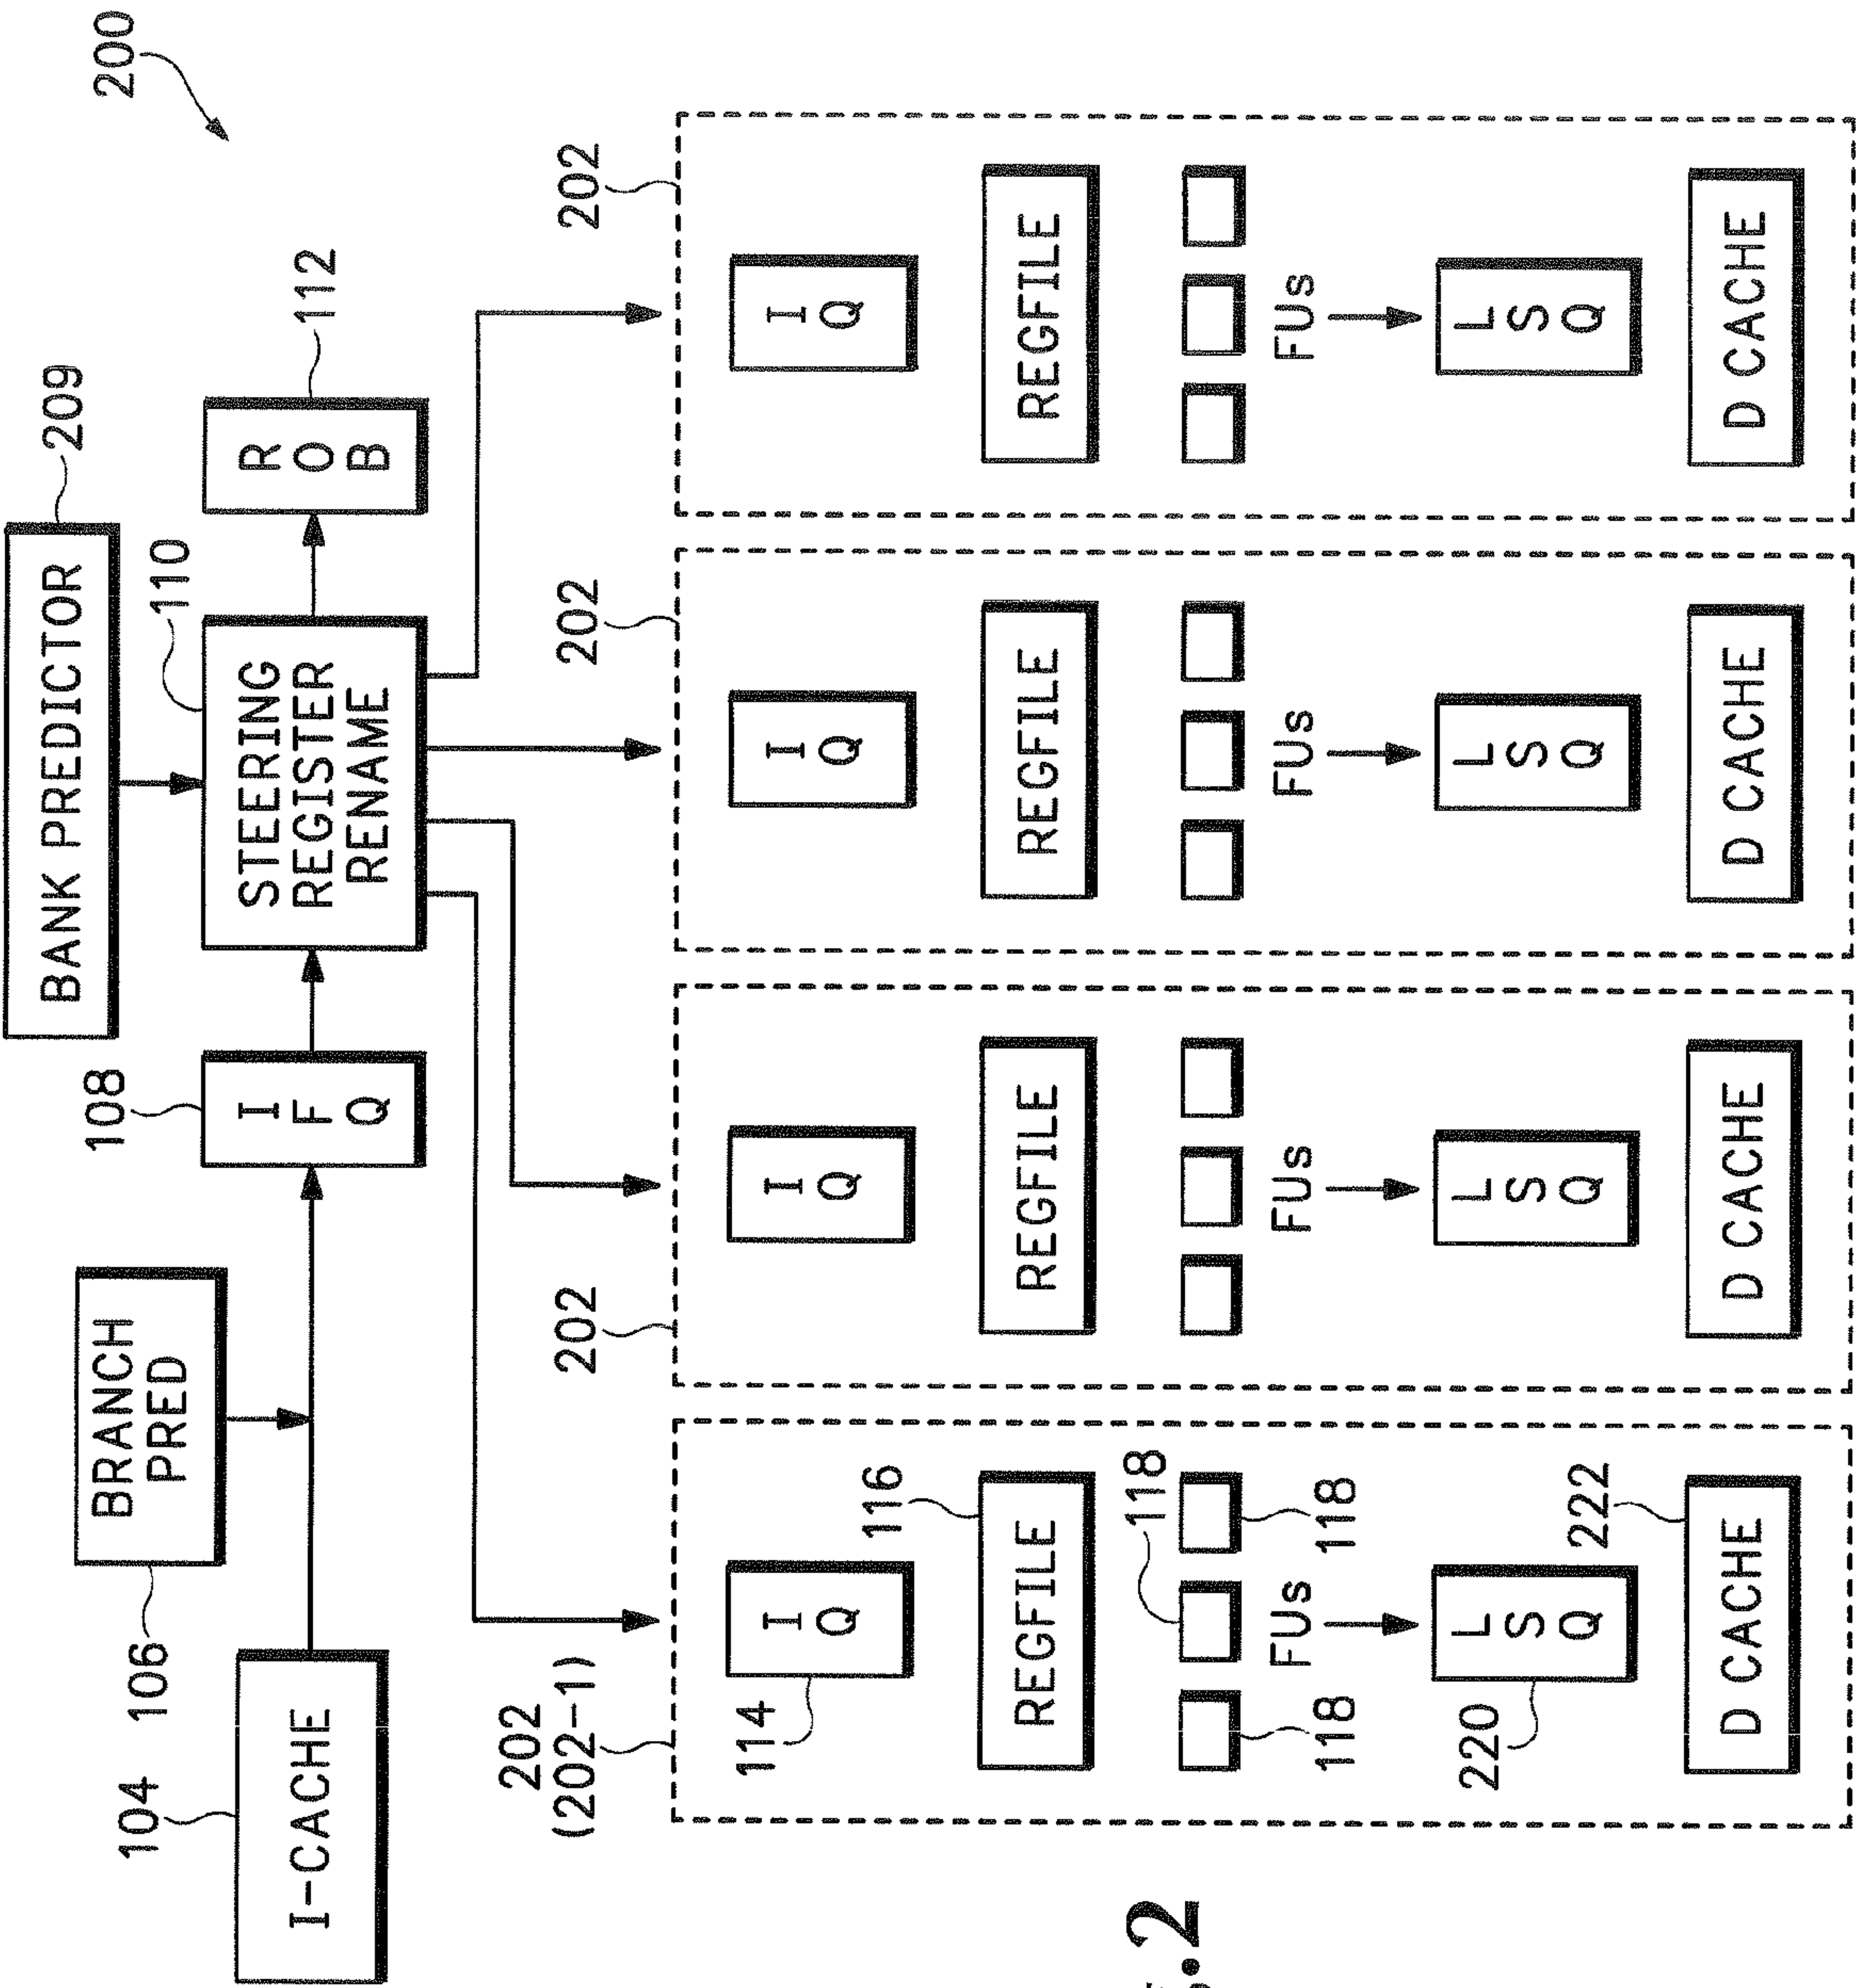 200
BANK PREDICTOR
209
104
I-CACHE
106
BRANCH
PRED
108
I
F
Q
110
STEERING
REGISTER
RENAME
R
O
B
112
202
(202-1)
114
I
Q
116
REGFILE
118
118
118
FUs
220
L
S
Q
222
D CACHE
202
I
Q
REGFILE
FUs
L
S
Q
D CACHE
202
I
Q
REGFILE
FUs
L
S
Q
D CACHE
202
I
Q
REGFILE
FUs
L
S
Q
D CACHE
.2